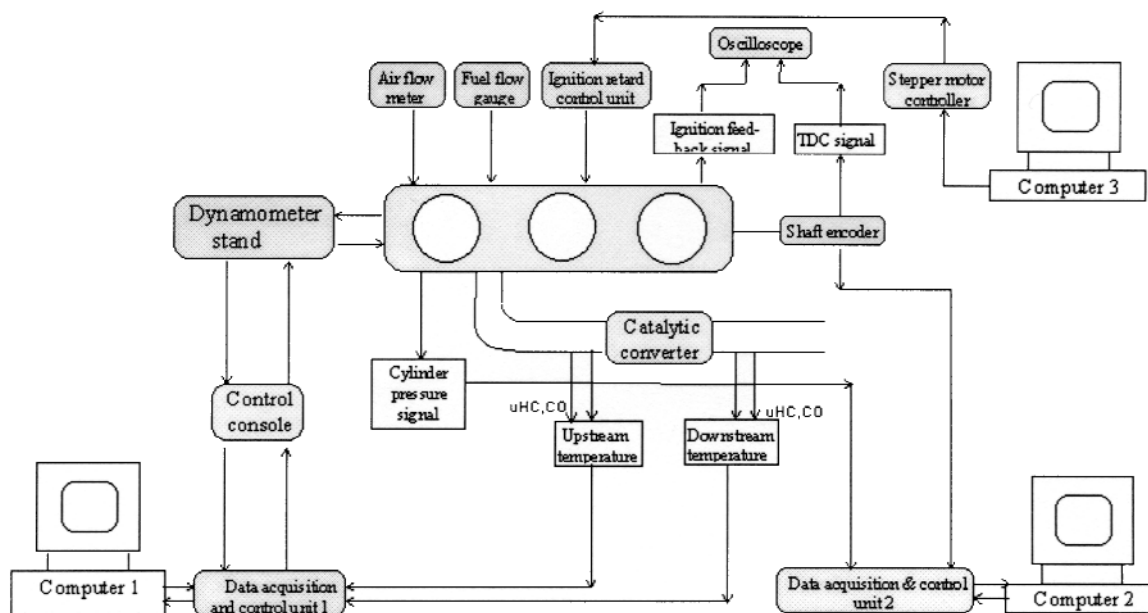 Oscilloscope
Air flow
meter
Fuel flow
gauge
Ignition retard
control unit
Stepper motor
controller
Ignition feed-
back signal
TDC signal
Computer 3
Dynamometer
stand
Shaft encoder
Catalytic
converter
Cylinder
pressure
signal
Control
console
uHC,CO
uHC,CO
Upstream
temperature
Downstream
temperature
Computer 1
Data acquisition
and control unit 1
Data acquisition & control
unit 2
Computer 2